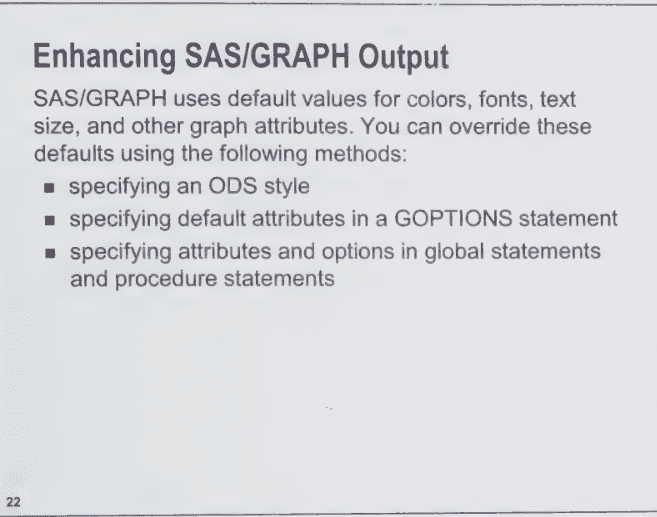 Enhancing SAS/GRAPH Output
SAS/GRAPH uses default values for colors, fonts, text
size, and other graph attributes. You can override these
defaults using the following methods:
■ specifying an ODS style
■ specifying default attributes in a GOPTIONS statement
■ specifying attributes and options in global statements
and procedure statements
22